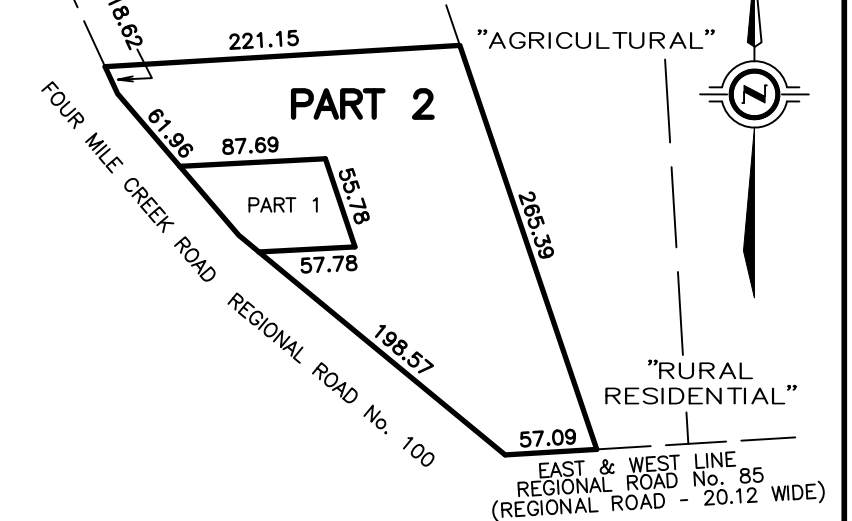 18.62
221.15
"AGRICULTURAL"
PART 2
N
61.96
87.69
55.78
PART 1
57.78
265.39
FOUR MILE CREEK ROAD REGIONAL ROAD No. 100
198.57
"RURAL
RESIDENTIAL"
57.09
EAST & WEST LINE
REGIONAL ROAD No. 85
(REGIONAL ROAD - 20.12 WIDE)